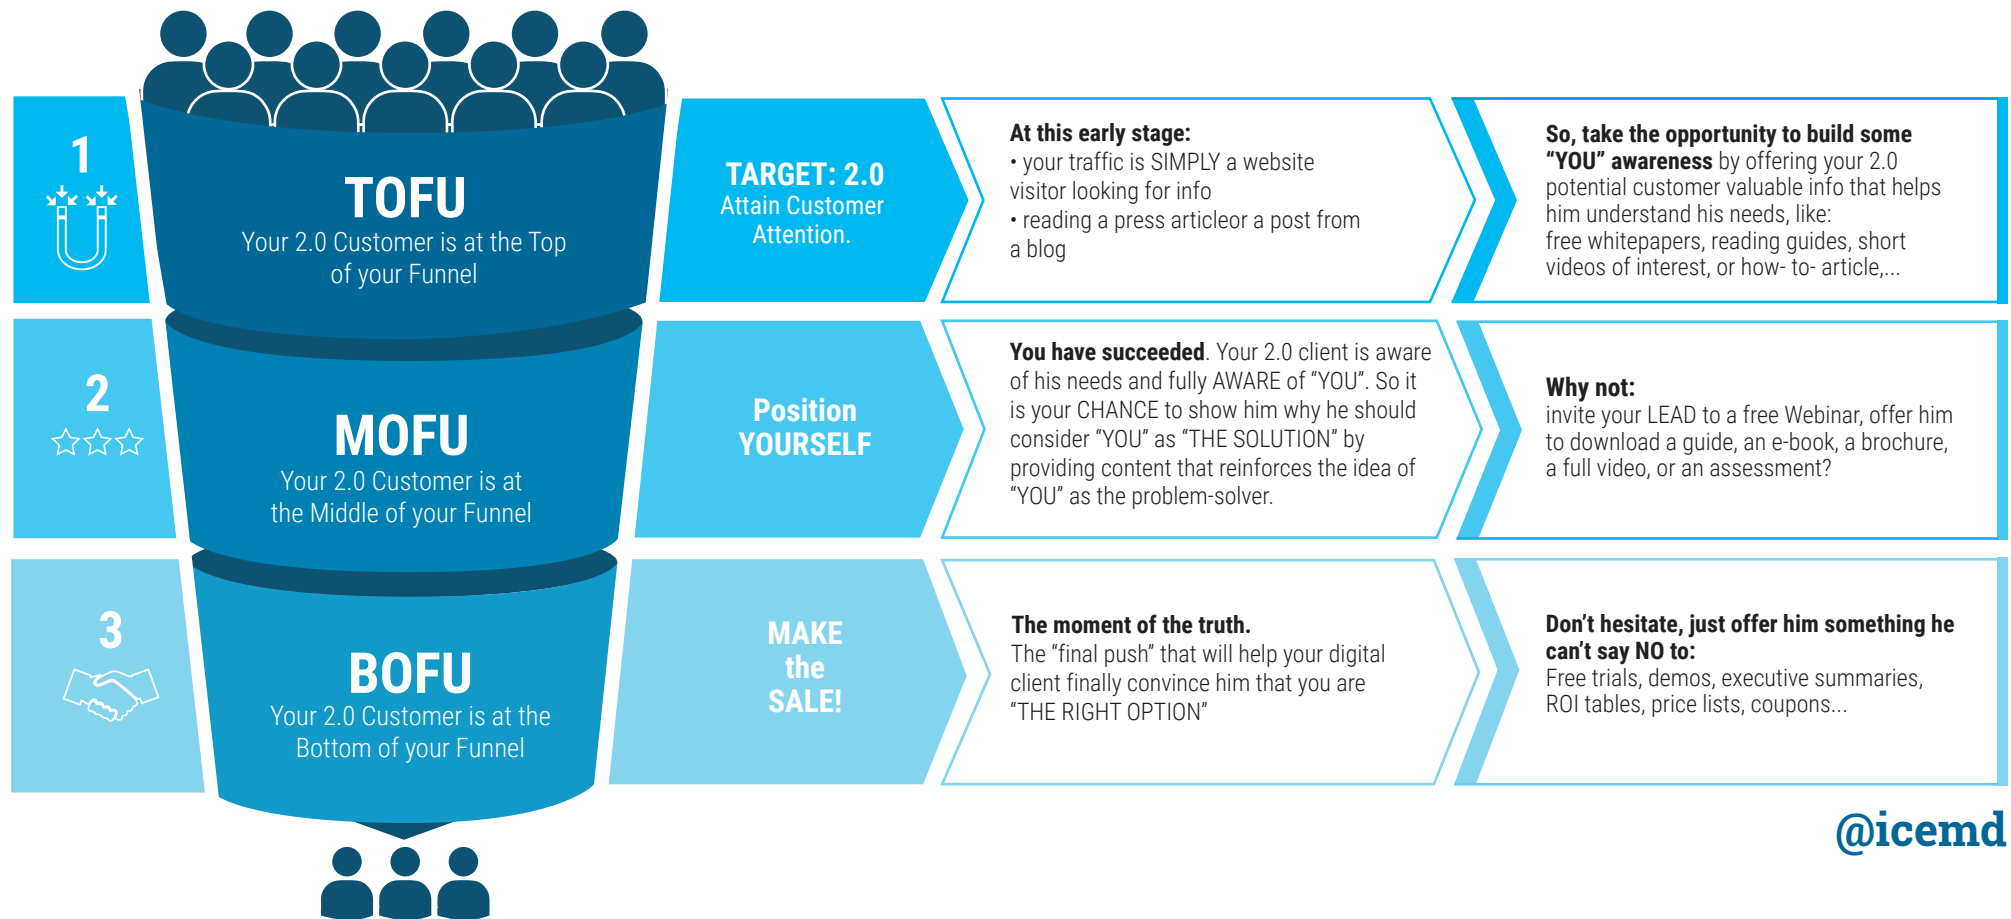 1
TOFU
Your 2.0 Customer is at the Top
of your Funnel
TARGET: 2.0
Attain Customer
Attention.
At this early stage:
• your traffic is SIMPLY a website
visitor looking for info
• reading a press articleor a post from
a blog
So, take the opportunity to build some
“YOU” awareness by offering your 2.0
potential customer valuable info that helps
him understand his needs, like:
free whitepapers, reading guides, short
videos of interest, or how- to- article,...
2
MOFU
Your 2.0 Customer is at
the Middle of your Funnel
Position
YOURSELF
You have succeeded. Your 2.0 client is aware
of his needs and fully AWARE of “YOU”. So it
is your CHANCE to show him why he should
consider “YOU” as “THE SOLUTION” by
providing content that reinforces the idea of
“YOU” as the problem-solver.
Why not:
invite your LEAD to a free Webinar, offer him
to download a guide, an e-book, a brochure,
a full video, or an assessment?
3
BOFU
Your 2.0 Customer is at the
Bottom of your Funnel
MAKE
the
SALE!
The moment of the truth.
The “final push” that will help your digital
client finally convince him that you are
“THE RIGHT OPTION”
Don’t hesitate, just offer him something he
can’t say NO to:
Free trials, demos, executive summaries,
ROI tables, price lists, coupons...
@icemd